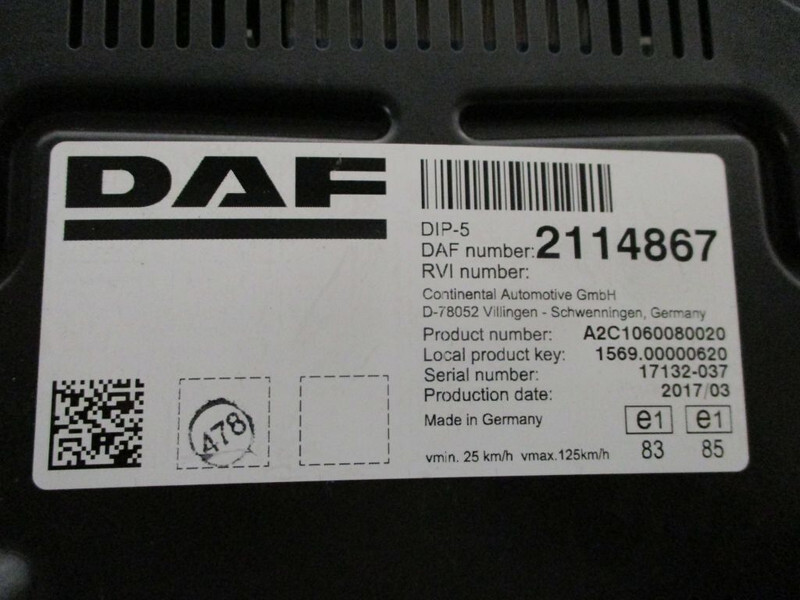 DAF
DIP-5
DAF number: 2114867
RVI number:
Continental Automotive GmbH
D-78052 Villingen - Schwenningen, Germany
Product number: A2C1060080020
Local product key: 1569.00000620
Serial number: 17132-037
Production date: 2017/03
Made in Germany
e1 e1
83 85
vmin. 25 km/h vmax.125km/h
478